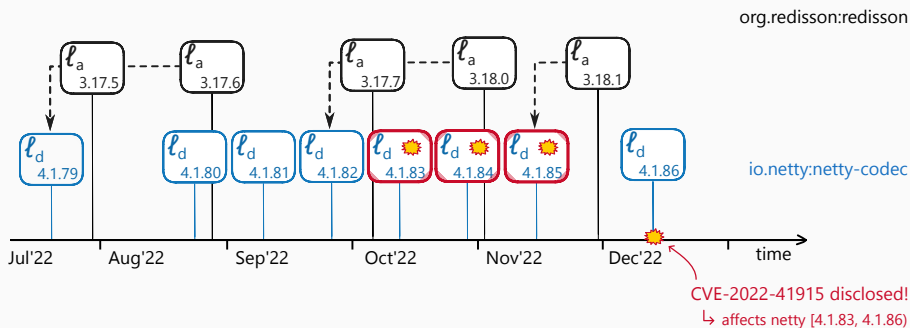 org.redisson:redisson
ℓa 3.17.5
ℓa 3.17.6
ℓa 3.17.7
ℓa 3.18.0
ℓa 3.18.1
ℓd 4.1.79
ℓd 4.1.80
ℓd 4.1.81
ℓd 4.1.82
ℓd 4.1.83
ℓd 4.1.84
ℓd 4.1.85
ℓd 4.1.86
io.netty:netty-codec
Jul'22 Aug'22 Sep'22 Oct'22 Nov'22 Dec'22 time
CVE-2022-41915 disclosed!
↳ affects netty [4.1.83, 4.1.86)